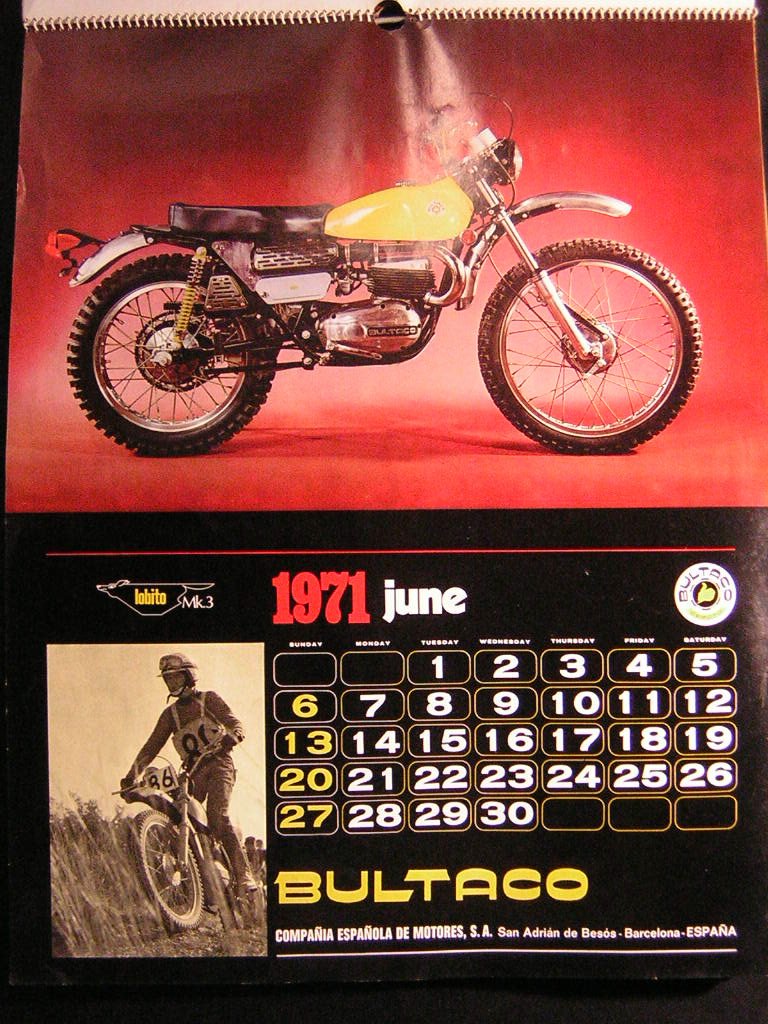 BULTACO
lobito Mk.3
1971 june
BULTACO
SUNDAY MONDAY TUESDAY WEDNESDAY THURSDAY FRIDAY SATURDAY
1 2 3 4 5
6 7 8 9 10 11 12
13 14 15 16 17 18 19
20 21 22 23 24 25 26
27 28 29 30
86
BULTACO
COMPAÑIA ESPAÑOLA DE MOTORES, S.A. San Adrián de Besós - Barcelona - ESPAÑA